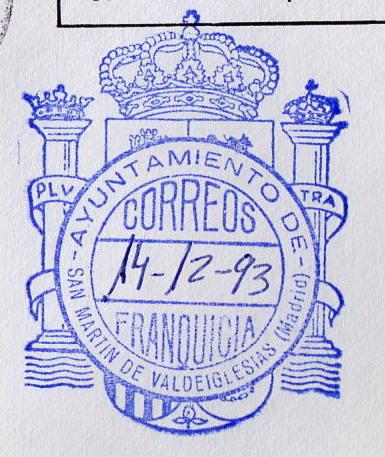 PLV
TRA
- AYUNTAMIENTO DE -
CORREOS
14-12-93
FRANQUICIA
SAN MARTIN DE VALDEIGLESIAS (Madrid)